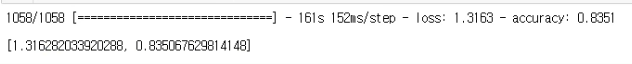 1058/1058 [==============================] - 161s 152ms/step - loss: 1.3163 - accuracy: 0.8351
[1.316282033920288, 0.835067629814148]